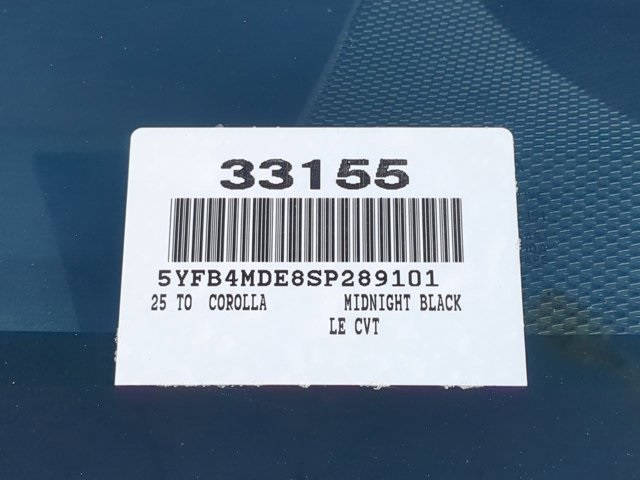 33155
5YFB4MDE8SP289101
25 TO COROLLA MIDNIGHT BLACK
LE CVT